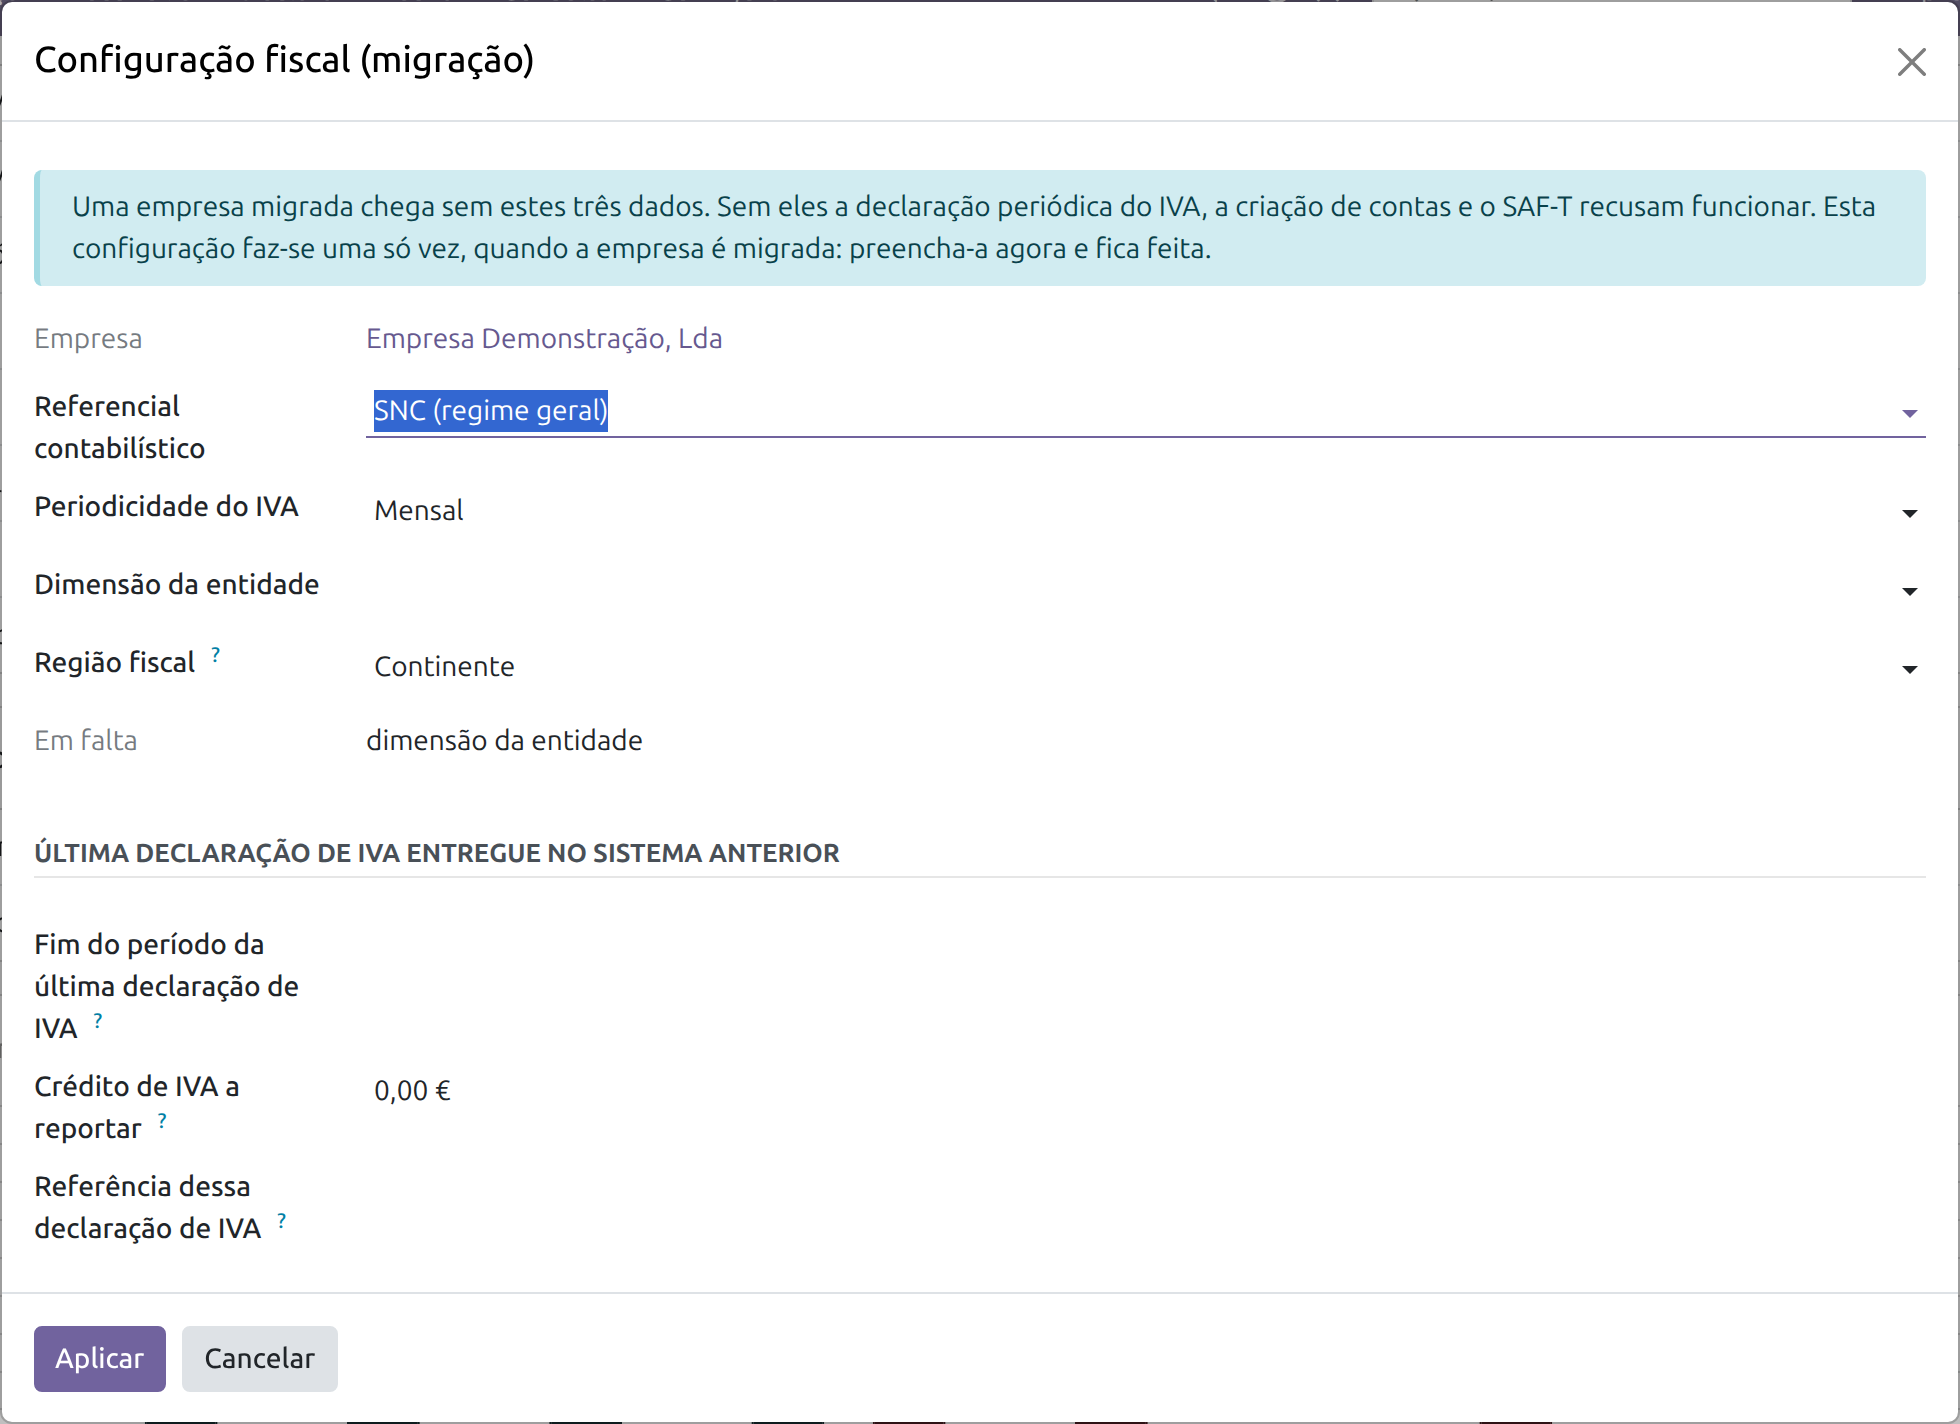 Configuração fiscal (migração)
Uma empresa migrada chega sem estes três dados. Sem eles a declaração periódica do IVA, a criação de contas e o SAF-T recusam funcionar. Esta
configuração faz-se uma só vez, quando a empresa é migrada: preencha-a agora e fica feita.
Empresa
Empresa Demonstração, Lda
Referencial
contabilístico
SNC (regime geral)
Periodicidade do IVA
Mensal
Dimensão da entidade
Região fiscal ?
Continente
Em falta
dimensão da entidade
ÚLTIMA DECLARAÇÃO DE IVA ENTREGUE NO SISTEMA ANTERIOR
Fim do período da
última declaração de
IVA ?
Crédito de IVA a
reportar ?
0,00 €
Referência dessa
declaração de IVA ?
Aplicar
Cancelar